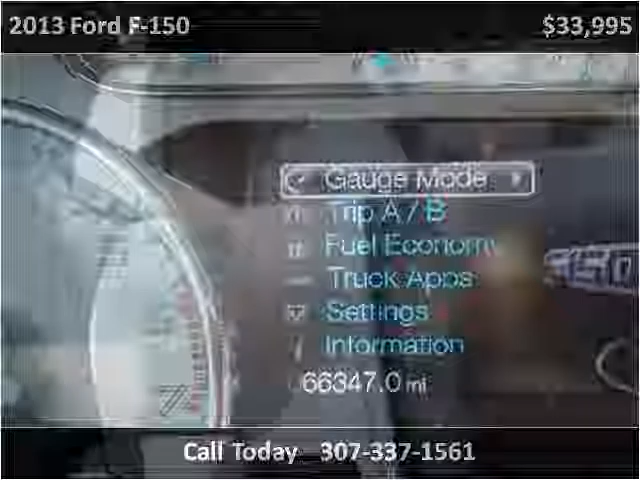 2013 Ford F-150
$33,995
Gauge Mode
Trip A / B
Fuel Economy
Truck Apps
Settings
Information
66347.0 mi
Call Today 307-337-1561